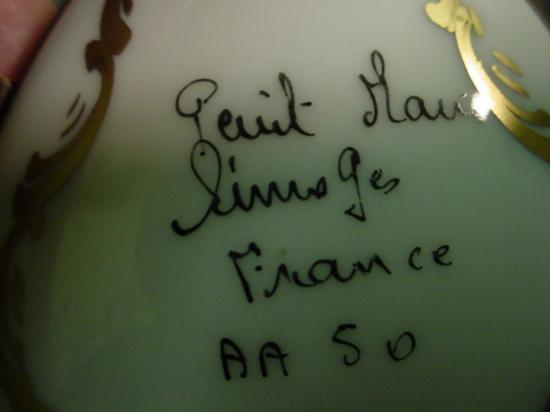 Peint Main
Limoges
France
AA 50